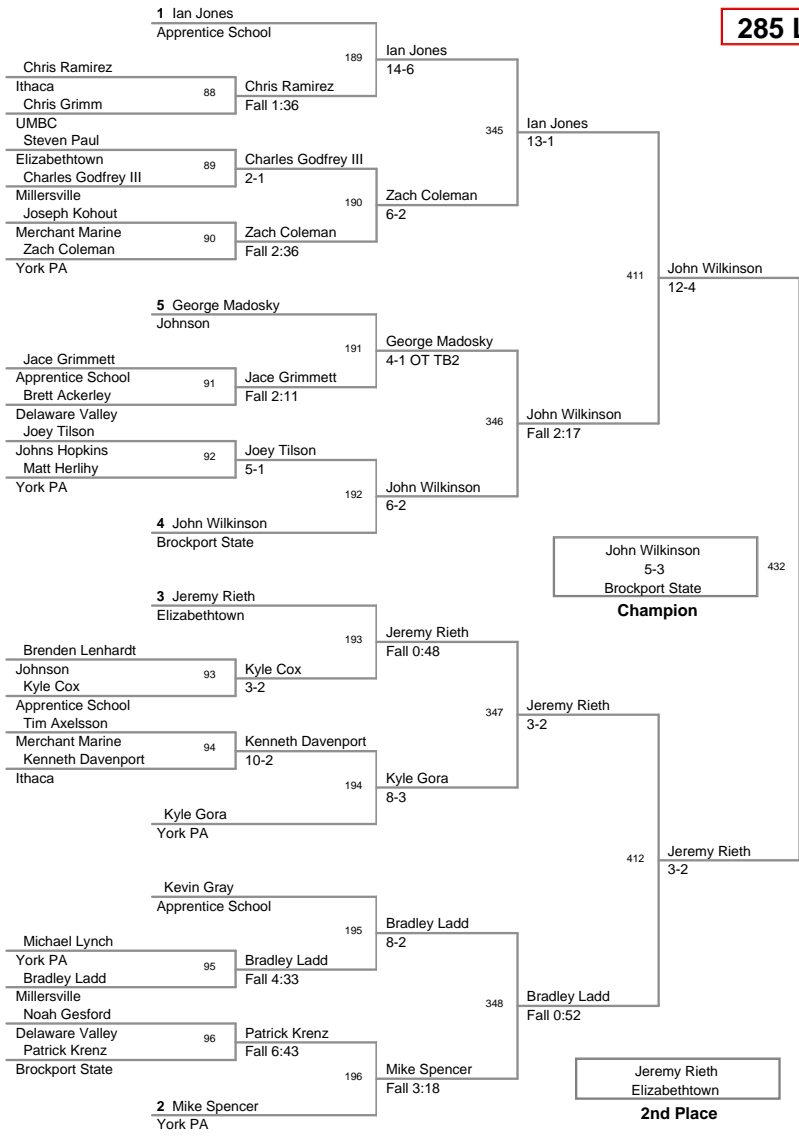 1 Ian Jones
Apprentice School
285 L
189
Ian Jones
14-6
Chris Ramirez
Ithaca
88
Chris Ramirez
Chris Grimm
Fall 1:36
UMBC
345
Ian Jones
13-1
Steven Paul
Elizabethtown
89
Charles Godfrey III
Charles Godfrey III
2-1
Millersville
190
Zach Coleman
6-2
Joseph Kohout
Merchant Marine
90
Zach Coleman
Zach Coleman
Fall 2:36
York PA
411
John Wilkinson
12-4
5 George Madosky
Johnson
191
George Madosky
4-1 OT TB2
Jace Grimmett
Apprentice School
91
Jace Grimmett
Brett Ackerley
Fall 2:11
Delaware Valley
346
John Wilkinson
Fall 2:17
Joey Tilson
Johns Hopkins
92
Joey Tilson
Matt Herlihy
5-1
York PA
192
John Wilkinson
6-2
4 John Wilkinson
Brockport State
John Wilkinson
5-3
Brockport State
432
Champion
3 Jeremy Rieth
Elizabethtown
193
Jeremy Rieth
Fall 0:48
Brenden Lenhardt
Johnson
93
Kyle Cox
Kyle Cox
3-2
Apprentice School
347
Jeremy Rieth
3-2
Tim Axelsson
Merchant Marine
94
Kenneth Davenport
Kenneth Davenport
10-2
Ithaca
194
Kyle Gora
8-3
Kyle Gora
York PA
412
Jeremy Rieth
3-2
Kevin Gray
Apprentice School
195
Bradley Ladd
8-2
Michael Lynch
York PA
95
Bradley Ladd
Bradley Ladd
Fall 4:33
Millersville
348
Bradley Ladd
Fall 0:52
Noah Gesford
Delaware Valley
96
Patrick Krenz
Patrick Krenz
Fall 6:43
Brockport State
196
Mike Spencer
Fall 3:18
2 Mike Spencer
York PA
Jeremy Rieth
Elizabethtown
2nd Place